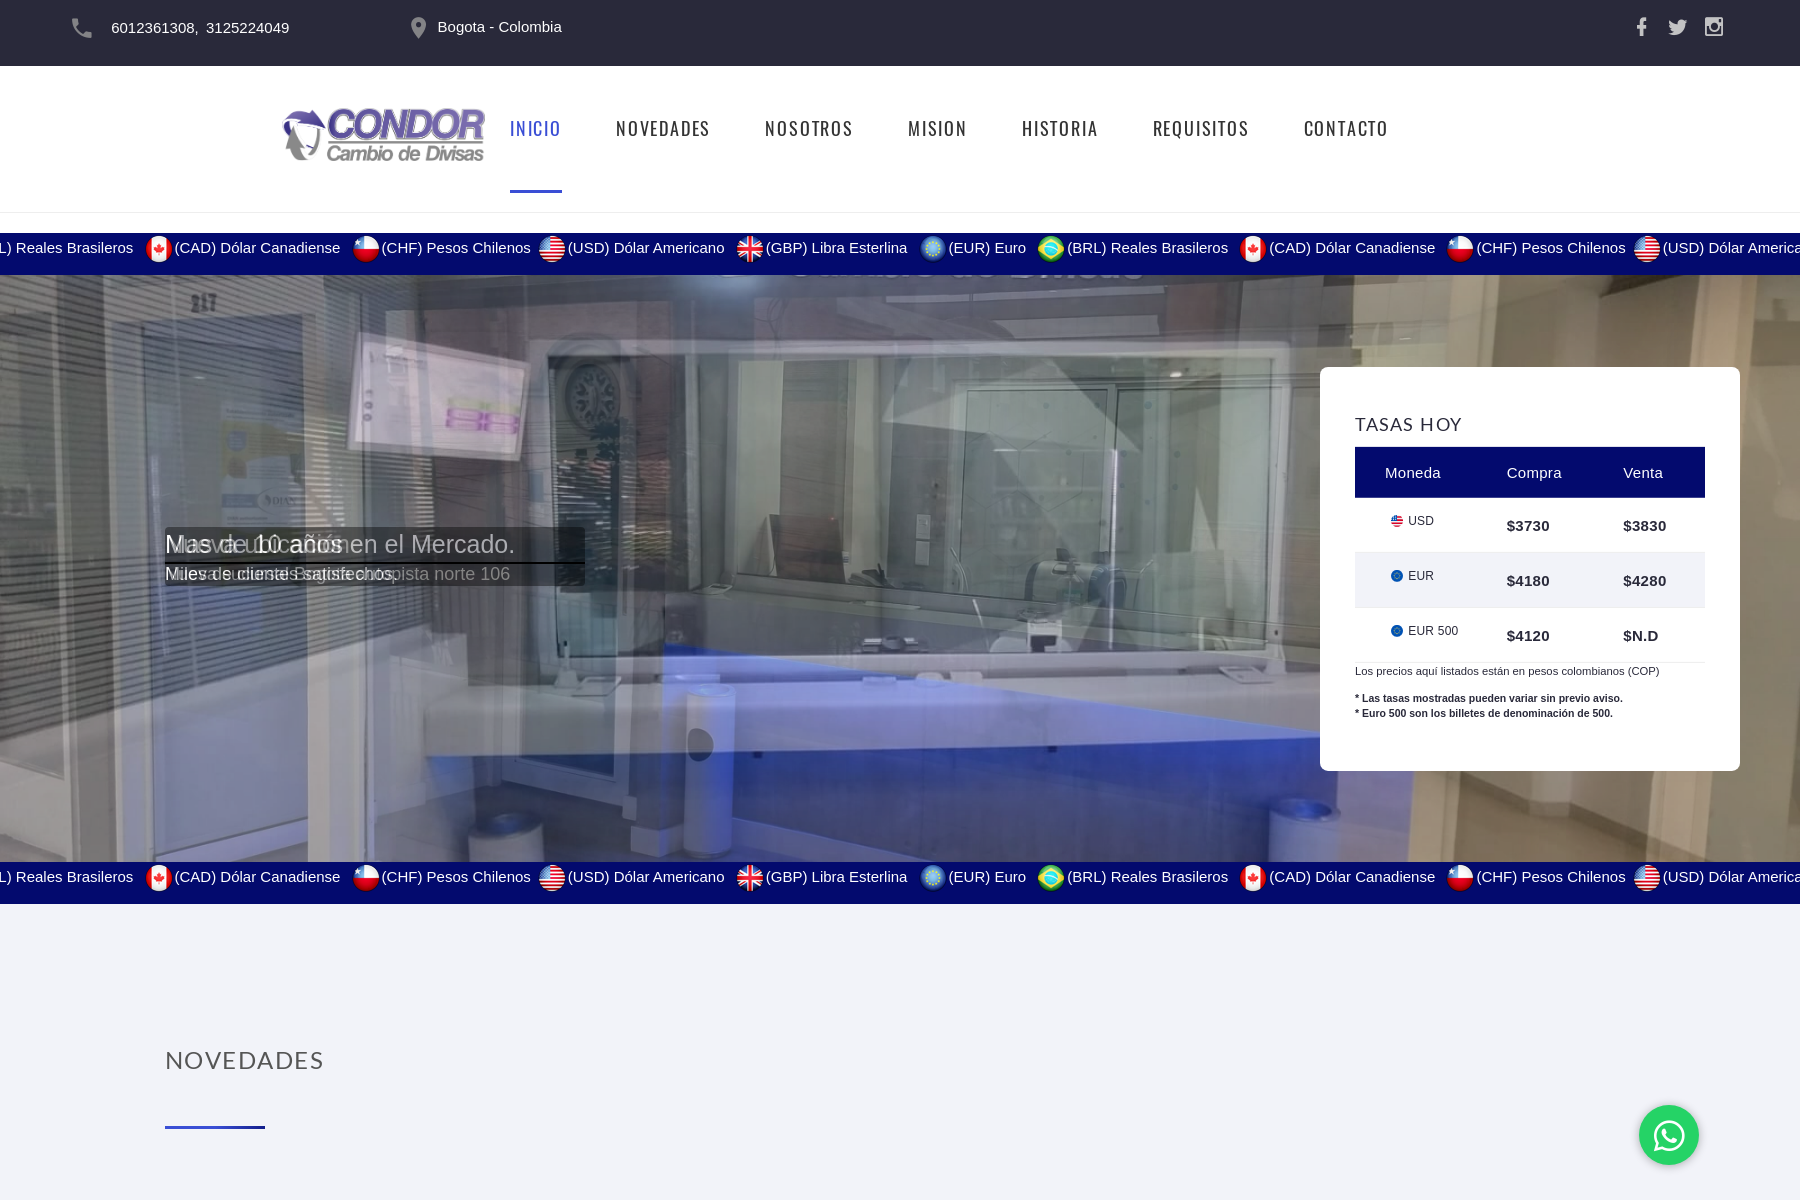 6012361308, 3125224049
Bogota - Colombia
CONDOR
Cambio de Divisas
INICIO
NOVEDADES
NOSOTROS
MISION
HISTORIA
REQUISITOS
CONTACTO
L) Reales Brasileros (CAD) Dólar Canadiense (CHF) Pesos Chilenos (USD) Dólar Americano (GBP) Libra Esterlina (EUR) Euro (BRL) Reales Brasileros (CAD) Dólar Canadiense (CHF) Pesos Chilenos (USD) Dólar America
217
Mas de 10 años en el Mercado.
Miles de clientes satisfechos.
TASAS HOY
Moneda Compra Venta
USD $3730 $3830
EUR $4180 $4280
EUR 500 $4120 $N.D
Los precios aquí listados están en pesos colombianos (COP)
* Las tasas mostradas pueden variar sin previo aviso.
* Euro 500 son los billetes de denominación de 500.
L) Reales Brasileros (CAD) Dólar Canadiense (CHF) Pesos Chilenos (USD) Dólar Americano (GBP) Libra Esterlina (EUR) Euro (BRL) Reales Brasileros (CAD) Dólar Canadiense (CHF) Pesos Chilenos (USD) Dólar America
NOVEDADES